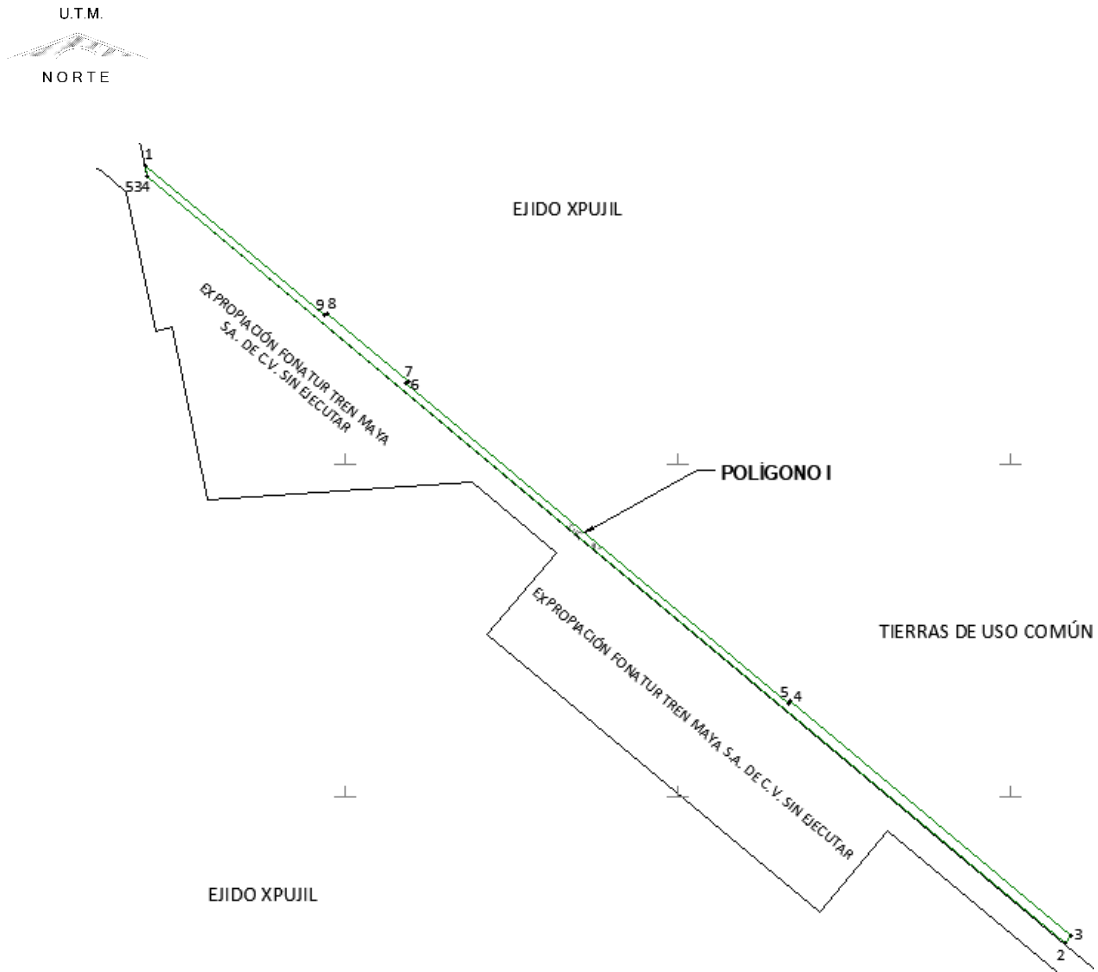 U.T.M.
NORTE
1
534
EJIDO XPUJIL
9 8
EXPROPIACIÓN FONATUR TREN MAYA
S.A. DE C.V. SIN EJECUTAR
7
6
POLÍGONO I
EXPROPIACIÓN FONATUR TREN MAYA S.A. DE C.V. SIN EJECUTAR
TIERRAS DE USO COMÚN
5 4
EJIDO XPUJIL
3
2